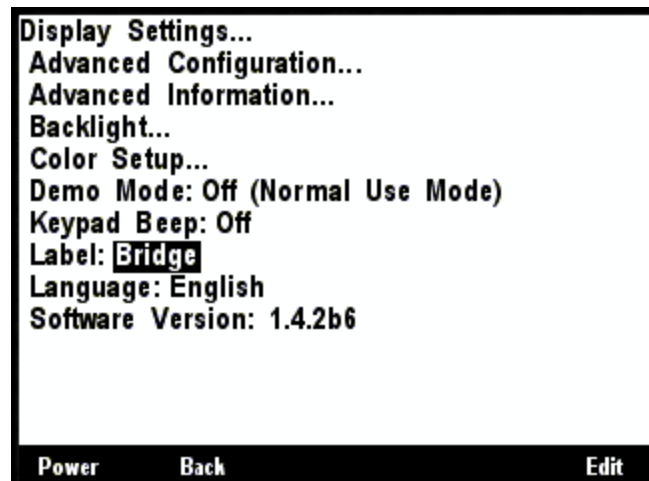 Display Settings...
Advanced Configuration...
Advanced Information...
Backlight...
Color Setup...
Demo Mode: Off (Normal Use Mode)
Keypad Beep: Off
Label: Bridge
Language: English
Software Version: 1.4.2b6
Power Back Edit